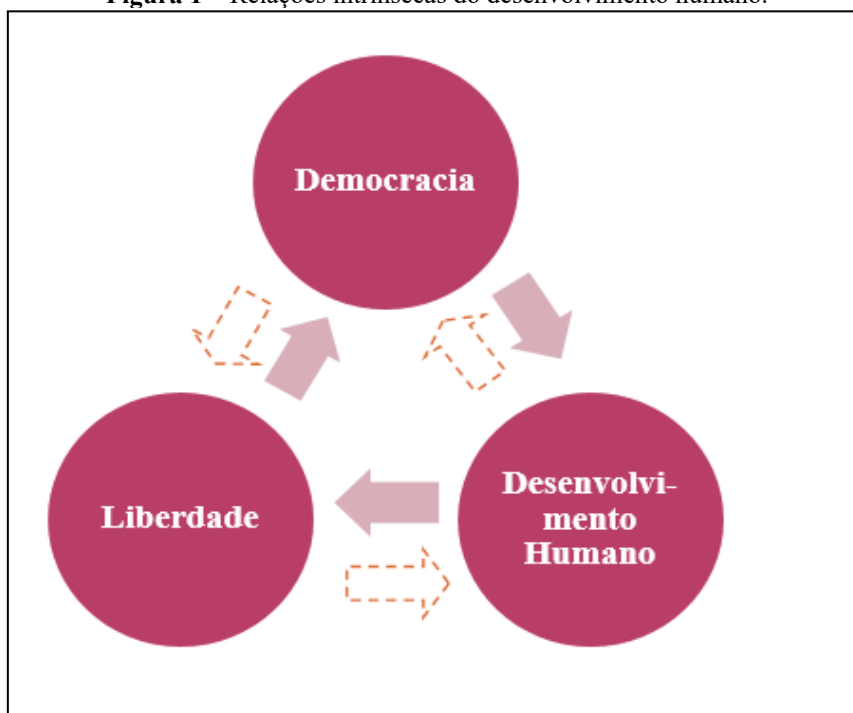 Figura 1 – Relações intrínsecas do desenvolvimento humano.
Democracia
Liberdade
Desenvolvi-
mento
Humano